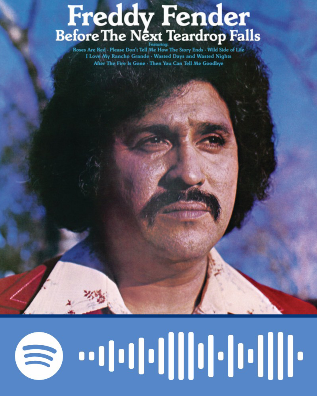 Freddy Fender
Before The Next Teardrop Falls
Featuring:
Roses Are Red · Please Don't Tell Me How The Story Ends · Wild Side of Life
I Love My Rancho Grande · Wasted Days and Wasted Nights
After The Fire Is Gone · Then You Can Tell Me Goodbye